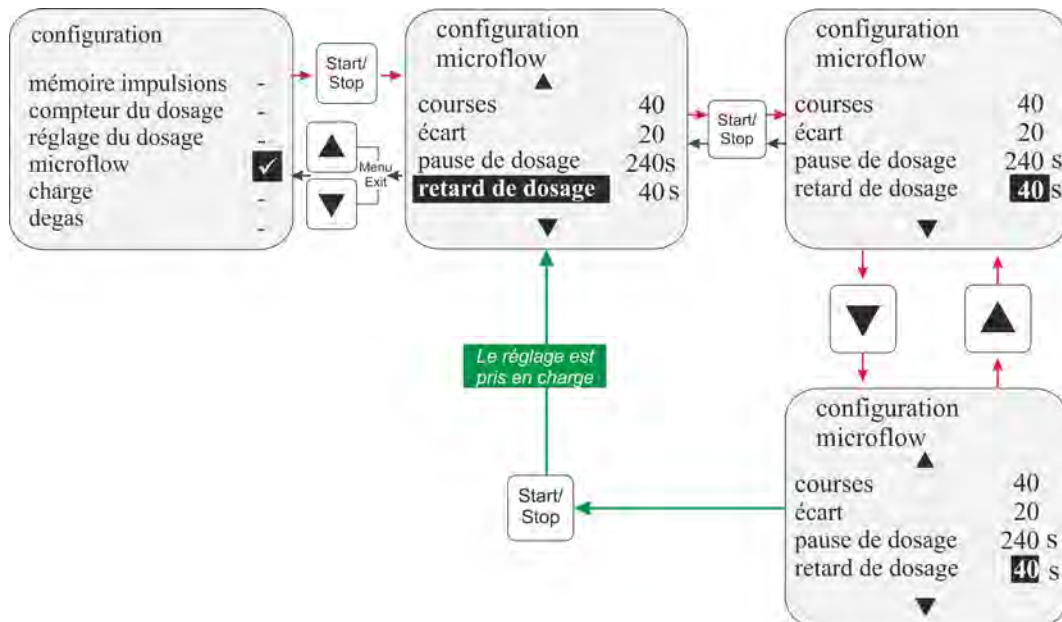 configuration
mémoire impulsions -
compteur du dosage -
réglage du dosage -
microflow ✓
charge -
degas -
Start/
Stop
Menu
Exit
configuration
microflow
▲
courses 40
écart 20
pause de dosage 240s
retard de dosage 40 s
▼
Start/
Stop
configuration
microflow
courses 40
écart 20
pause de dosage 240 s
retard de dosage 40 s
▼
Le réglage est
pris en charge
Start/
Stop
configuration
microflow
▲
courses 40
écart 20
pause de dosage 240 s
retard de dosage 40 s
▼